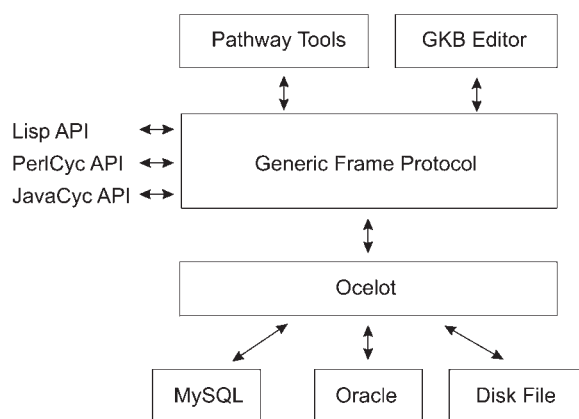 Pathway Tools
GKB Editor
Lisp API
PerlCyc API
JavaCyc API
Generic Frame Protocol
Ocelot
MySQL
Oracle
Disk File